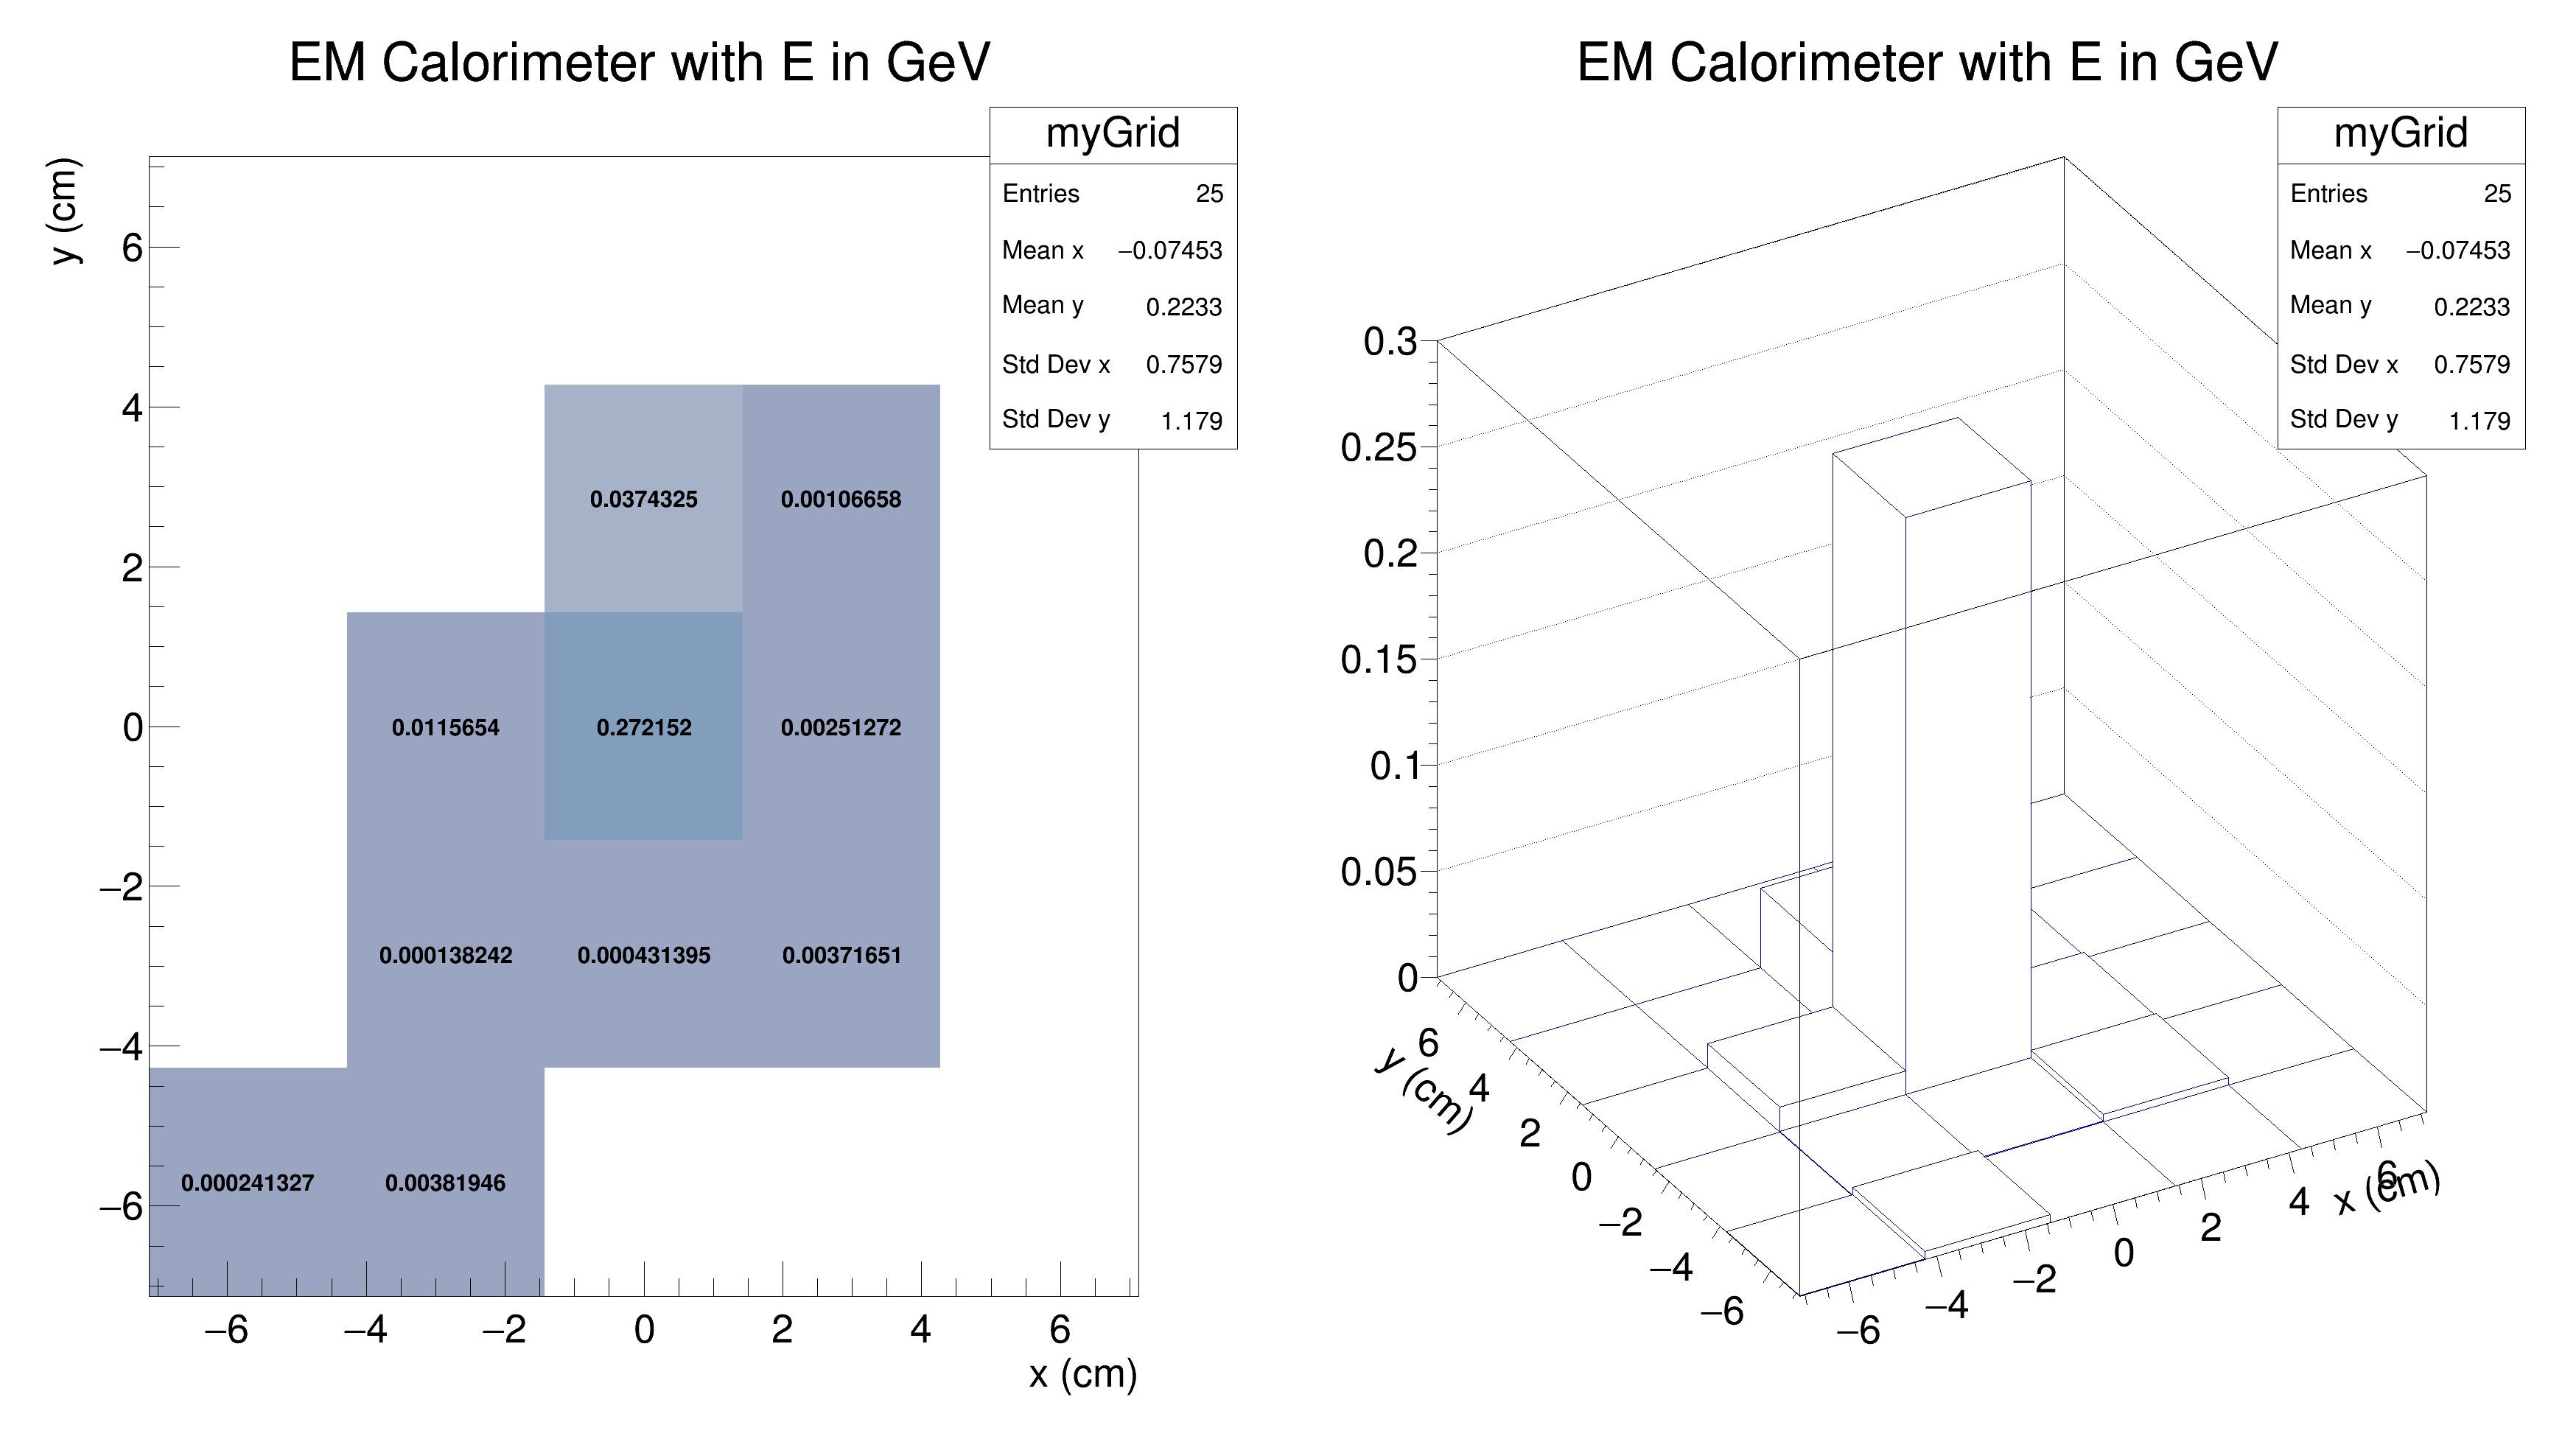 EM Calorimeter with E in GeV
myGrid
Entries 25
Mean x −0.07453
Mean y 0.2233
Std Dev x 0.7579
Std Dev y 1.179
y (cm)
6
4
2
0
−2
−4
−6
0.0374325 0.00106658
0.0115654 0.272152 0.00251272
0.000138242 0.000431395 0.00371651
0.000241327 0.00381946
−6 −4 −2 0 2 4 6
x (cm)
EM Calorimeter with E in GeV
myGrid
Entries 25
Mean x −0.07453
Mean y 0.2233
Std Dev x 0.7579
Std Dev y 1.179
0.3
0.25
0.2
0.15
0.1
0.05
0
y (cm)
6
4
2
0
−2
−4
−6
−6 −4 −2 0 2 4 6
x (cm)